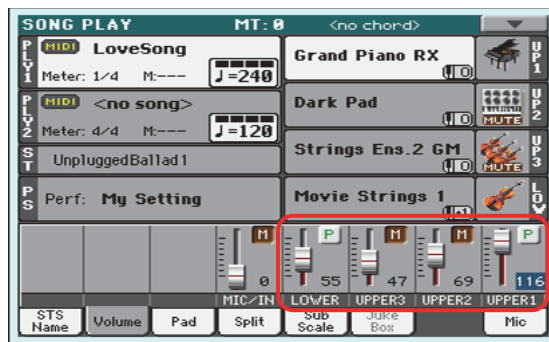 SONG PLAY MT: 0 <no chord>
PLY1 MIDI LoveSong
Meter: 1/4 M:--- ♩=240
PLY2 MIDI <no song>
Meter: 4/4 M:--- ♩=120
ST UnpluggedBallad1
PS Perf: My Setting
Grand Piano RX 0 UP1
Dark Pad 0 MUTE UP2
Strings Ens.2 GM 0 MUTE UP3
Movie Strings 1 LOW
M 0 P 55 M 47 M 69 P 116
MIC/IN LOWER UPPER3 UPPER2 UPPER1
STS Name Volume Pad Split Sub Scale Juke Box Mic